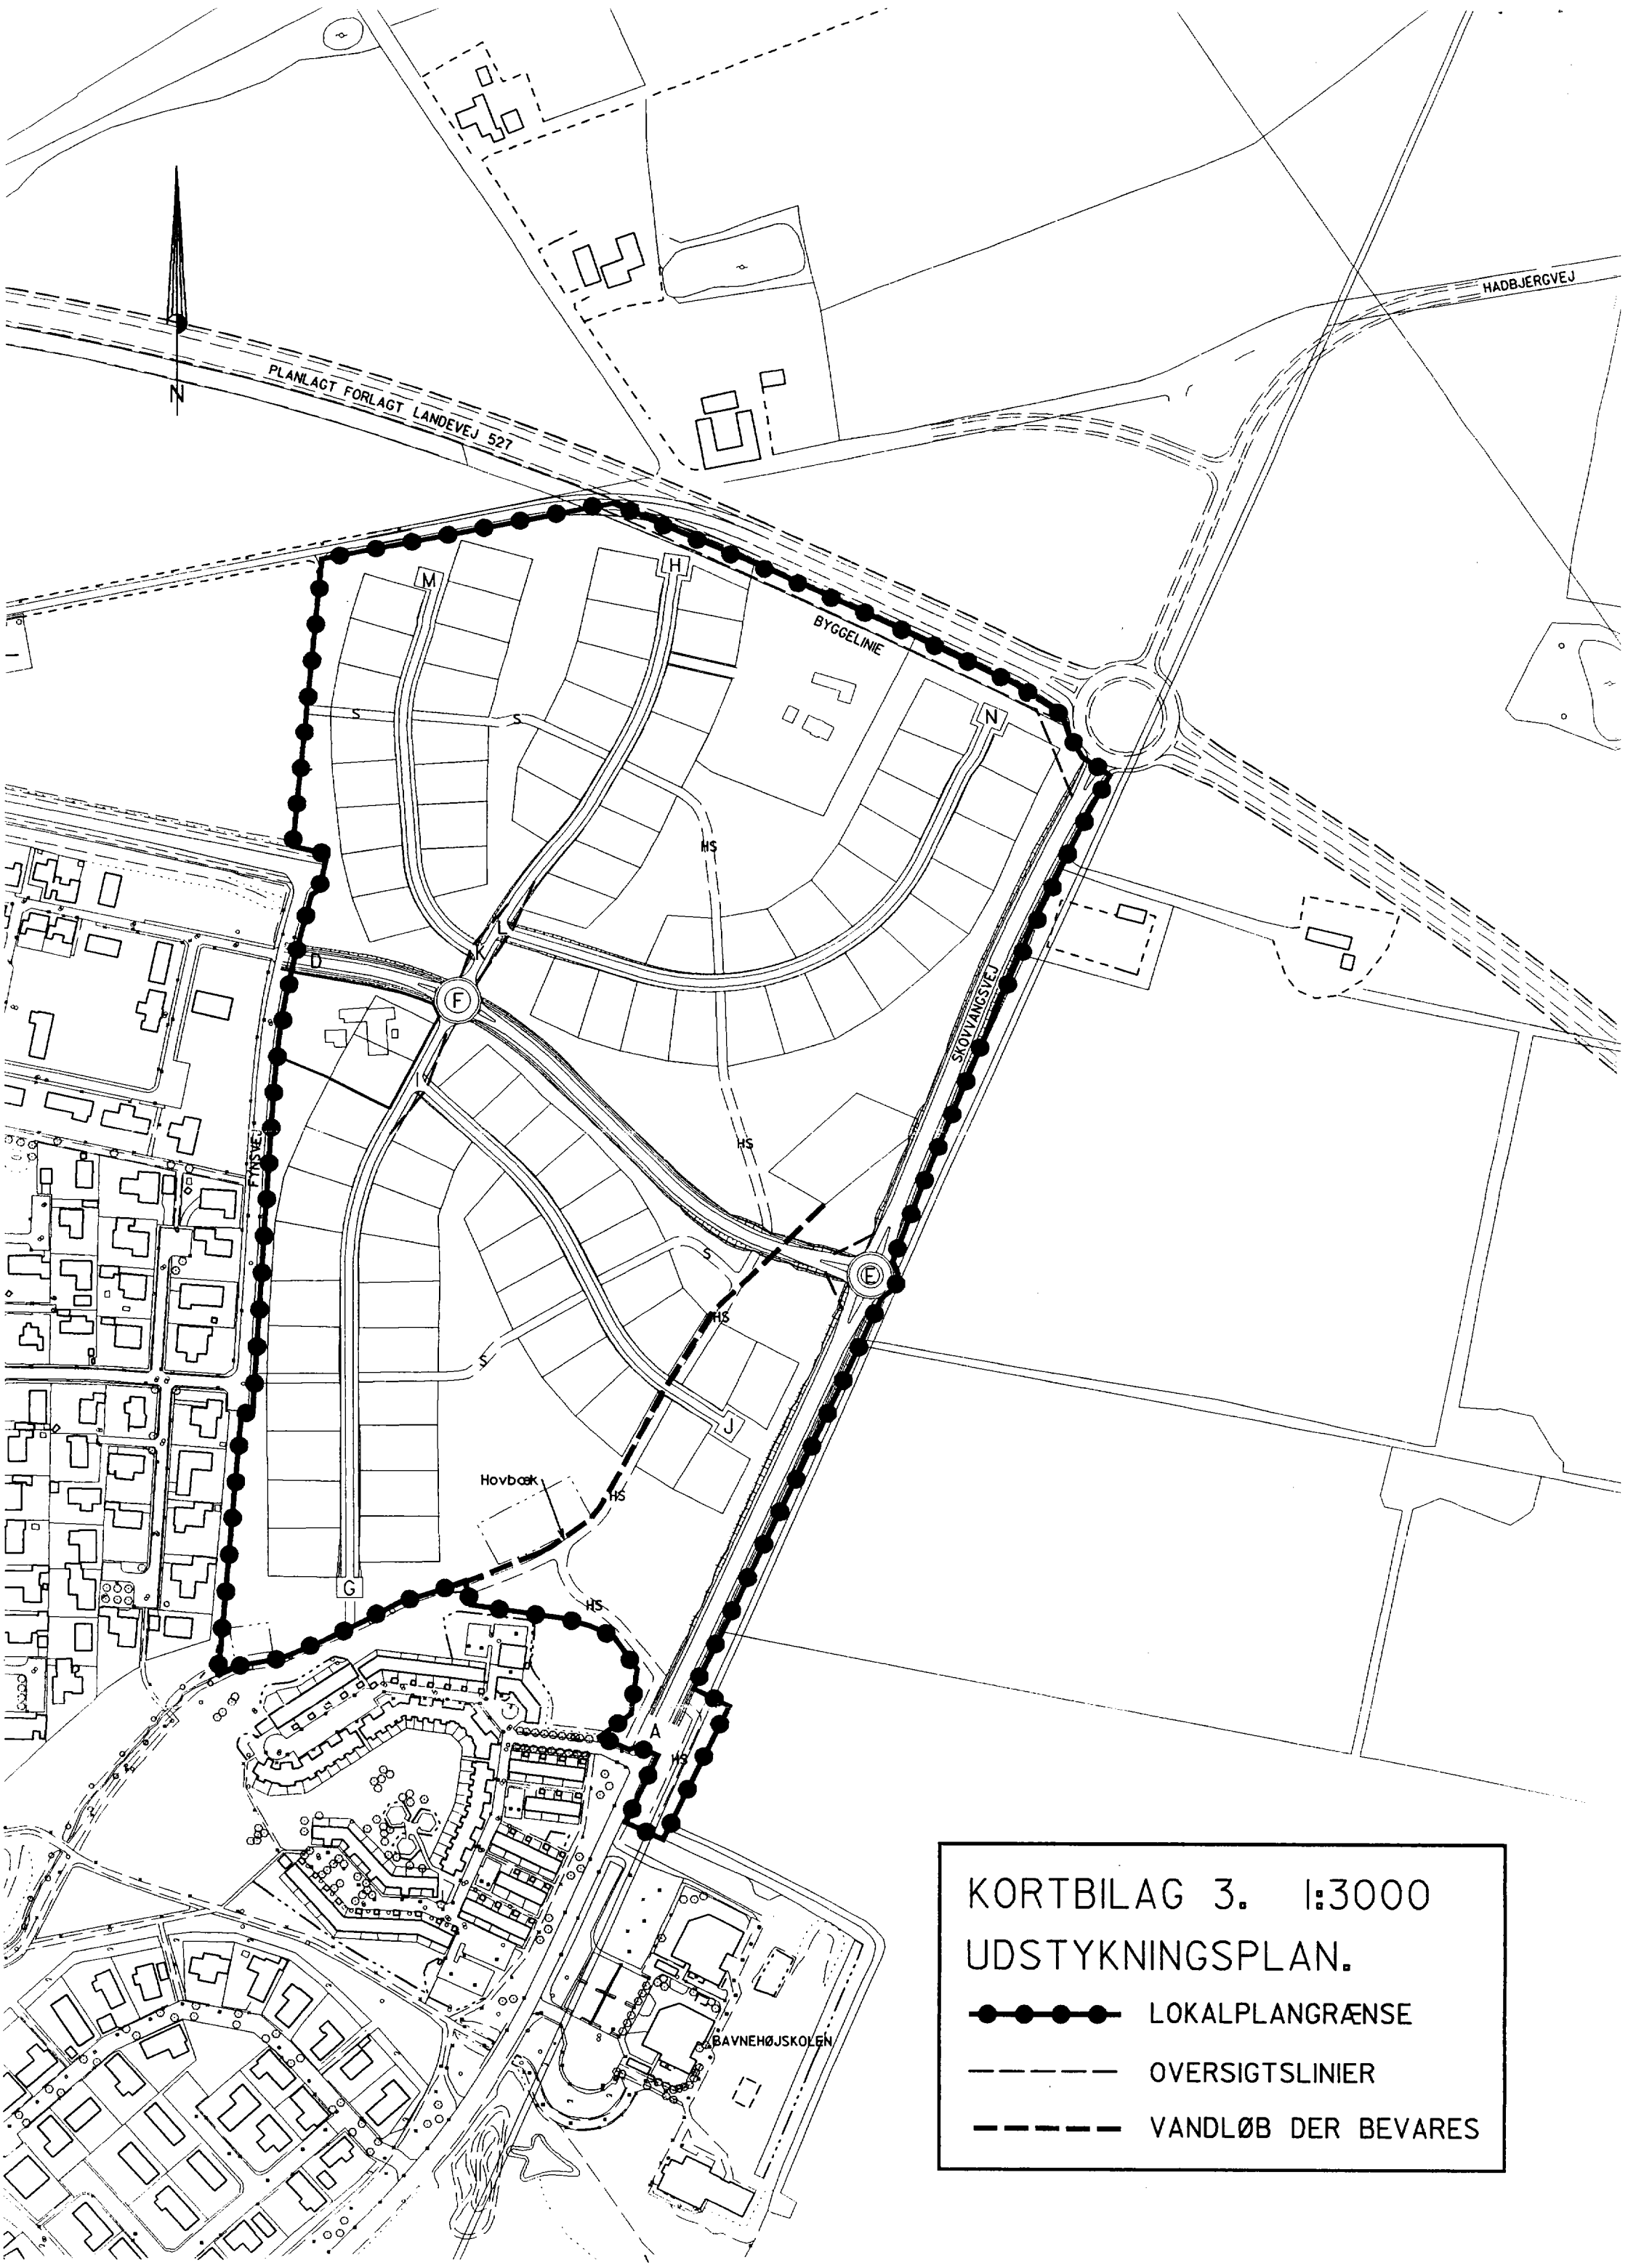 HADBJERGVEJ
N
PLANLAGT FORLAGT LANDEVEJ 527
M
H
BYGGELINIE
S
S
N
HS
K
L
D
F
SKOVVANGSVEJ
I
HS
FYNSVEJ
S
E
HS
S
J
Hovbæk
HS
G
HS
A
HS
BAVNEHØJSKOLEN
KORTBILAG 3. 1:3000
UDSTYKNINGSPLAN.
LOKALPLANGRÆNSE
OVERSIGTSLINIER
VANDLØB DER BEVARES